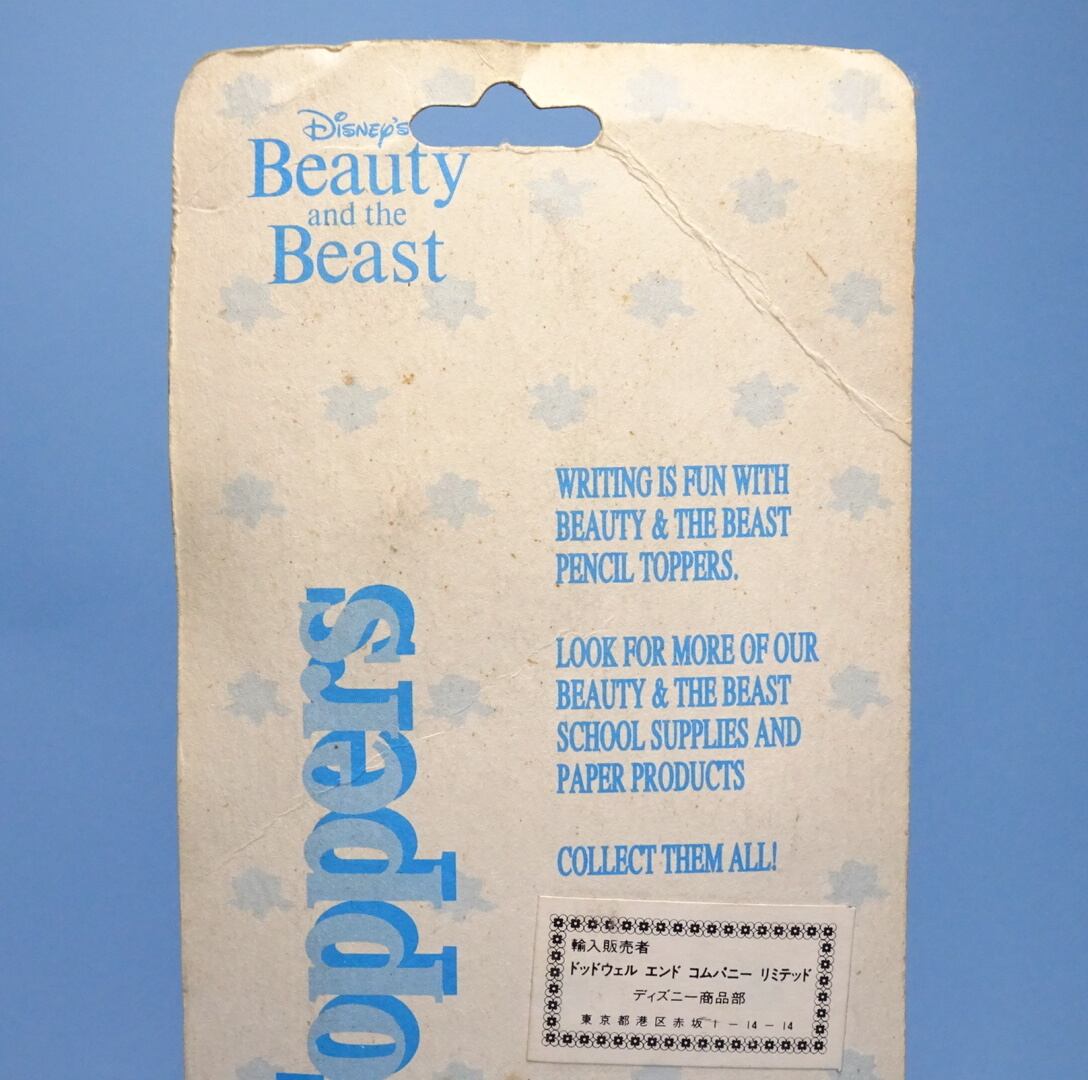 Disney's
Beauty
and the
Beast
WRITING IS FUN WITH
BEAUTY & THE BEAST
PENCIL TOPPERS.
LOOK FOR MORE OF OUR
BEAUTY & THE BEAST
SCHOOL SUPPLIES AND
PAPER PRODUCTS
COLLECT THEM ALL!
oppers
輸入販売者
ドッドウェル エンド コムパニー リミテッド
ディズニー商品部
東京都港区赤坂1-14-14